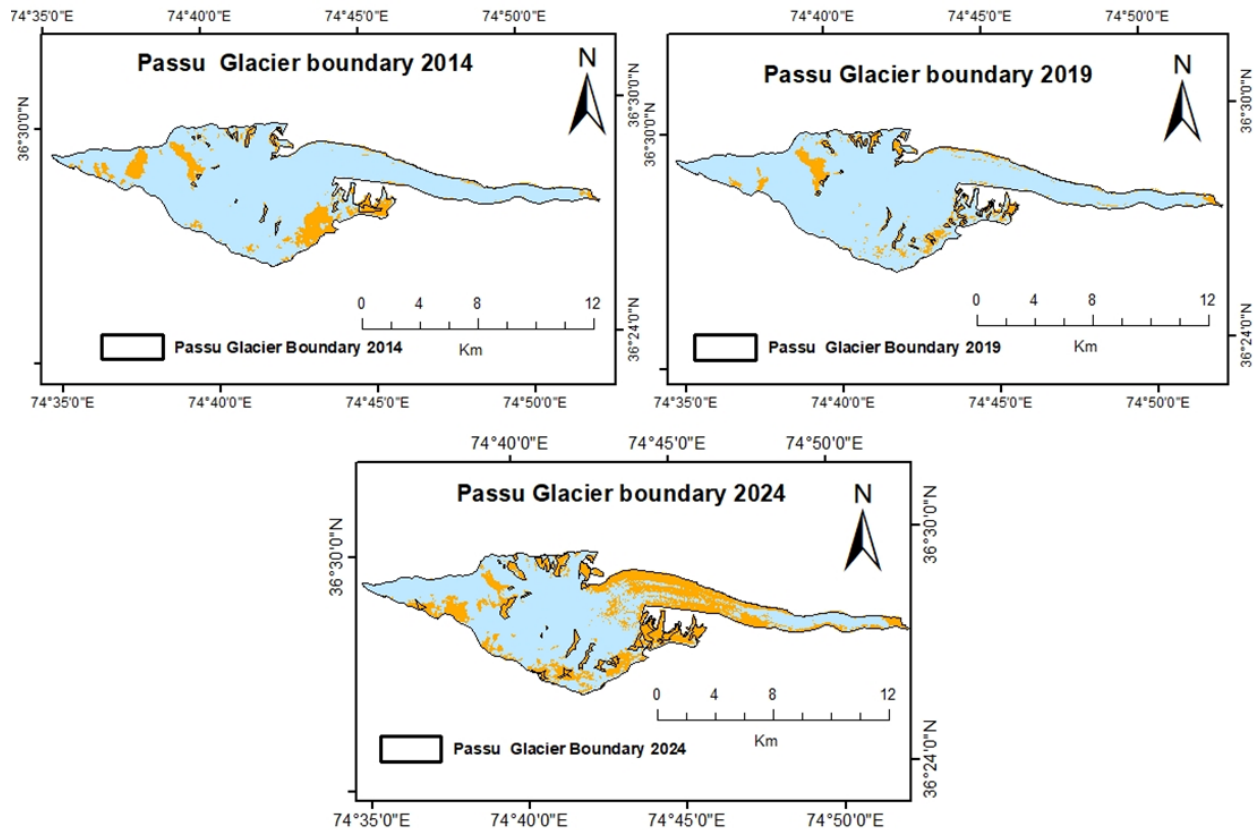 74°35'0"E 74°40'0"E 74°45'0"E 74°50'0"E
Passu Glacier boundary 2014
N
36°30'0"N
36°30'0"N
0 4 8 12
Km
Passu Glacier Boundary 2014
36°24'0"N
74°35'0"E 74°40'0"E 74°45'0"E 74°50'0"E
74°40'0"E 74°45'0"E 74°50'0"E
Passu Glacier boundary 2019
N
36°30'0"N
36°30'0"N
0 4 8 12
Km
Passu Glacier Boundary 2019
36°24'0"N
74°35'0"E 74°40'0"E 74°45'0"E 74°50'0"E
74°40'0"E 74°45'0"E 74°50'0"E
Passu Glacier boundary 2024
N
36°30'0"N
36°30'0"N
0 4 8 12
Km
Passu Glacier Boundary 2024
36°24'0"N
74°35'0"E 74°40'0"E 74°45'0"E 74°50'0"E